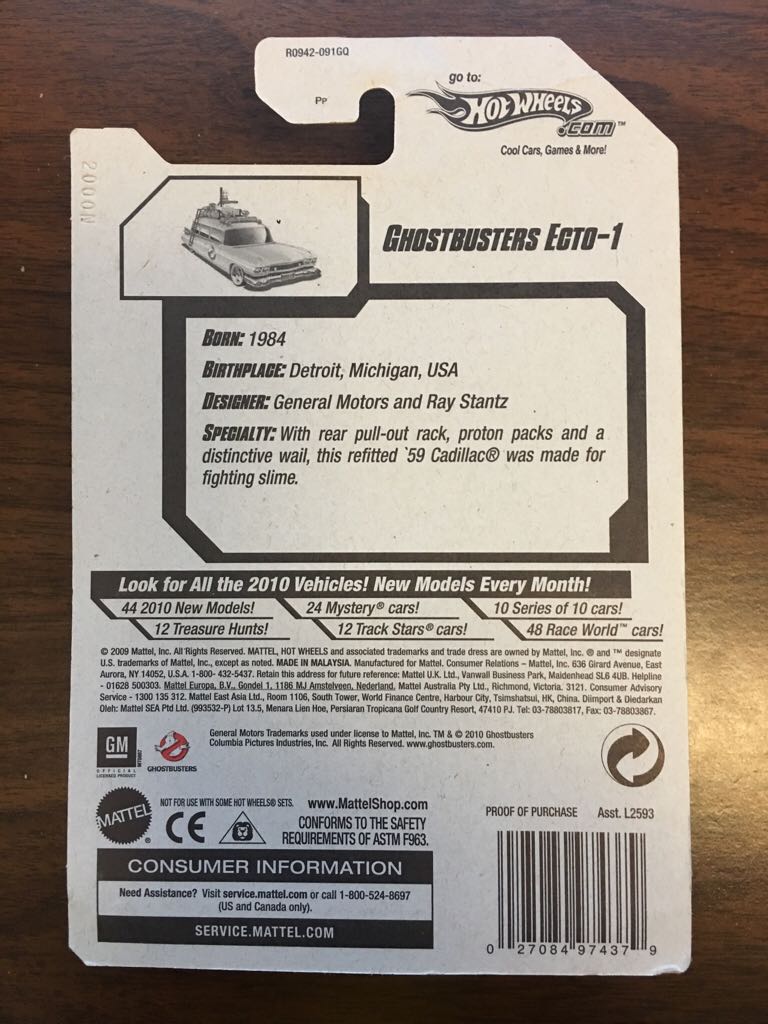 R0942-091GQ
PP
go to:
HOT WHEELS
.COM™
Cool Cars, Games & More!
2000N
GHOSTBUSTERS ECTO-1
BORN: 1984
BIRTHPLACE: Detroit, Michigan, USA
DESIGNER: General Motors and Ray Stantz
SPECIALTY: With rear pull-out rack, proton packs and a
distinctive wail, this refitted `59 Cadillac® was made for
fighting slime.
Look for All the 2010 Vehicles! New Models Every Month!
44 2010 New Models! 24 Mystery® cars! 10 Series of 10 cars!
12 Treasure Hunts! 12 Track Stars® cars! 48 Race World™ cars!
© 2009 Mattel, Inc. All Rights Reserved. MATTEL, HOT WHEELS and associated trademarks and trade dress are owned by Mattel, Inc. ® and ™ designate
U.S. trademarks of Mattel, Inc., except as noted. MADE IN MALAYSIA. Manufactured for Mattel. Consumer Relations – Mattel, Inc. 636 Girard Avenue, East
Aurora, NY 14052, U.S.A. 1-800- 432-5437. Retain this address for future reference: Mattel U.K. Ltd., Vanwall Business Park, Maidenhead SL6 4UB. Helpline
- 01628 500303. Mattel Europa, B.V., Gondel 1, 1186 MJ Amstelveen, Nederland. Mattel Australia Pty Ltd., Richmond, Victoria. 3121. Consumer Advisory
Service - 1300 135 312. Mattel East Asia Ltd., Room 1106, South Tower, World Finance Centre, Harbour City, Tsimshatsui, HK, China. Diimport & Diedarkan
Oleh: Mattel SEA Ptd Ltd. (993532-P) Lot 13.5, Menara Lien Hoe, Persiaran Tropicana Golf Country Resort, 47410 PJ. Tel: 03-78803817, Fax: 03-78803867.
GM
OFFICIAL
LICENSED PRODUCT
GHOSTBUSTERS
General Motors Trademarks used under license to Mattel, Inc. TM & © 2010 Ghostbusters
Columbia Pictures Industries, Inc. All Rights Reserved. www.ghostbusters.com.
MATTEL®
NOT FOR USE WITH SOME HOT WHEELS® SETS.
CE
www.MattelShop.com
CONFORMS TO THE SAFETY
REQUIREMENTS OF ASTM F963.
PROOF OF PURCHASE Asst. L2593
CONSUMER INFORMATION
Need Assistance? Visit service.mattel.com or call 1-800-524-8697
(US and Canada only).
SERVICE.MATTEL.COM
0 27084 97437 9